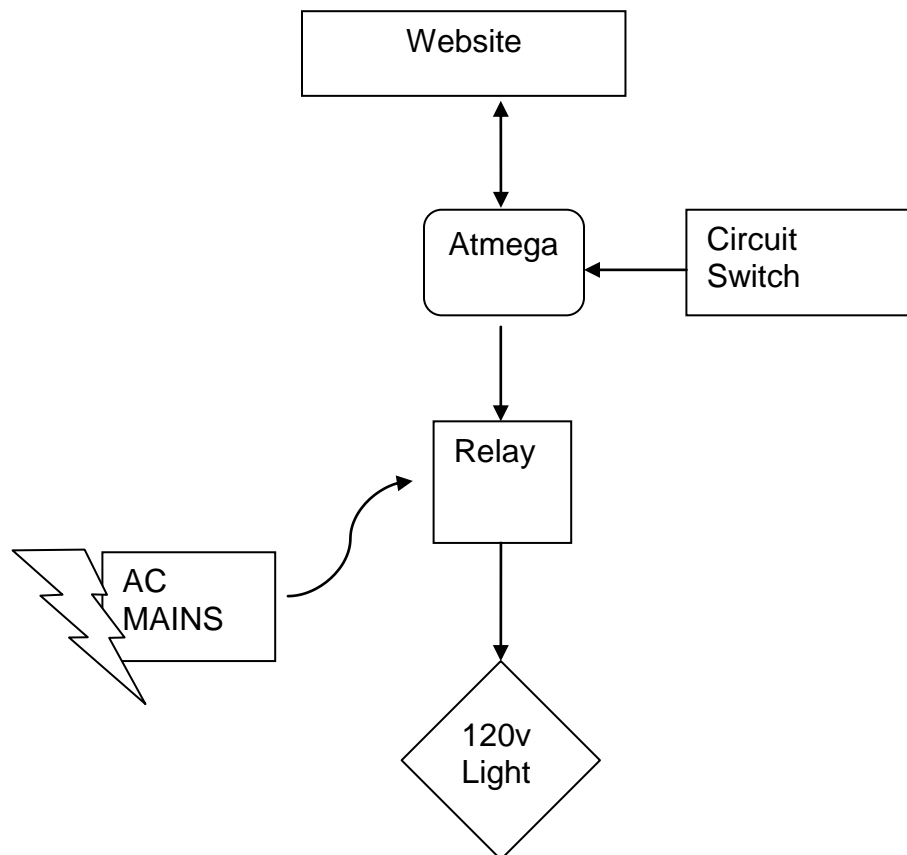 Website
Atmega
Circuit
Switch
Relay
AC
MAINS
120v
Light